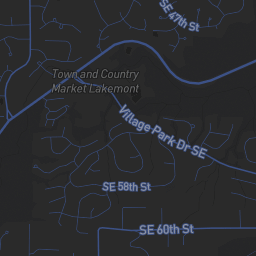 SE 47th St
Town and Country
Market Lakemont
Village Park Dr SE
SE 58th St
SE 60th St